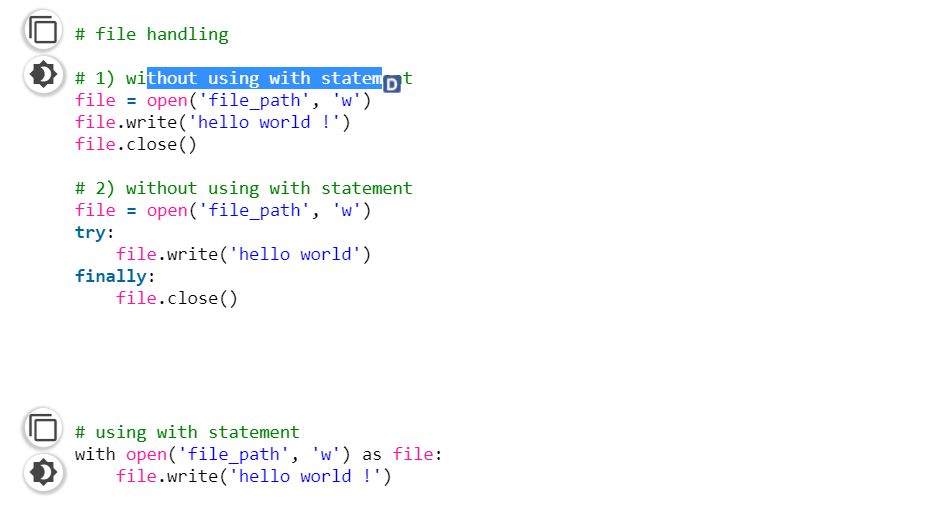 # file handling
# 1) without using with statement
D
file = open('file_path', 'w')
file.write('hello world !')
file.close()
# 2) without using with statement
file = open('file_path', 'w')
try:
    file.write('hello world')
finally:
    file.close()
# using with statement
with open('file_path', 'w') as file:
    file.write('hello world !')